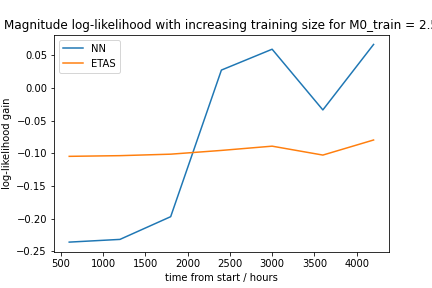 Magnitude log-likelihood with increasing training size for M0_train = 2.
NN
ETAS
log-likelihood gain
0.05
0.00
−0.05
−0.10
−0.15
−0.20
−0.25
500 1000 1500 2000 2500 3000 3500 4000
time from start / hours